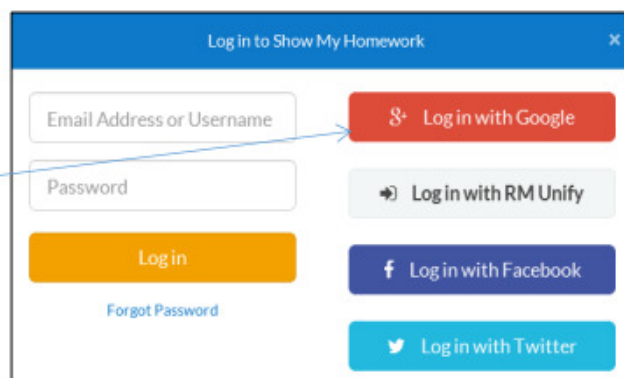 Log in to Show My Homework ×
Email Address or Username
Password
Log in
Forgot Password
g+ Log in with Google
Log in with RM Unify
f Log in with Facebook
Log in with Twitter